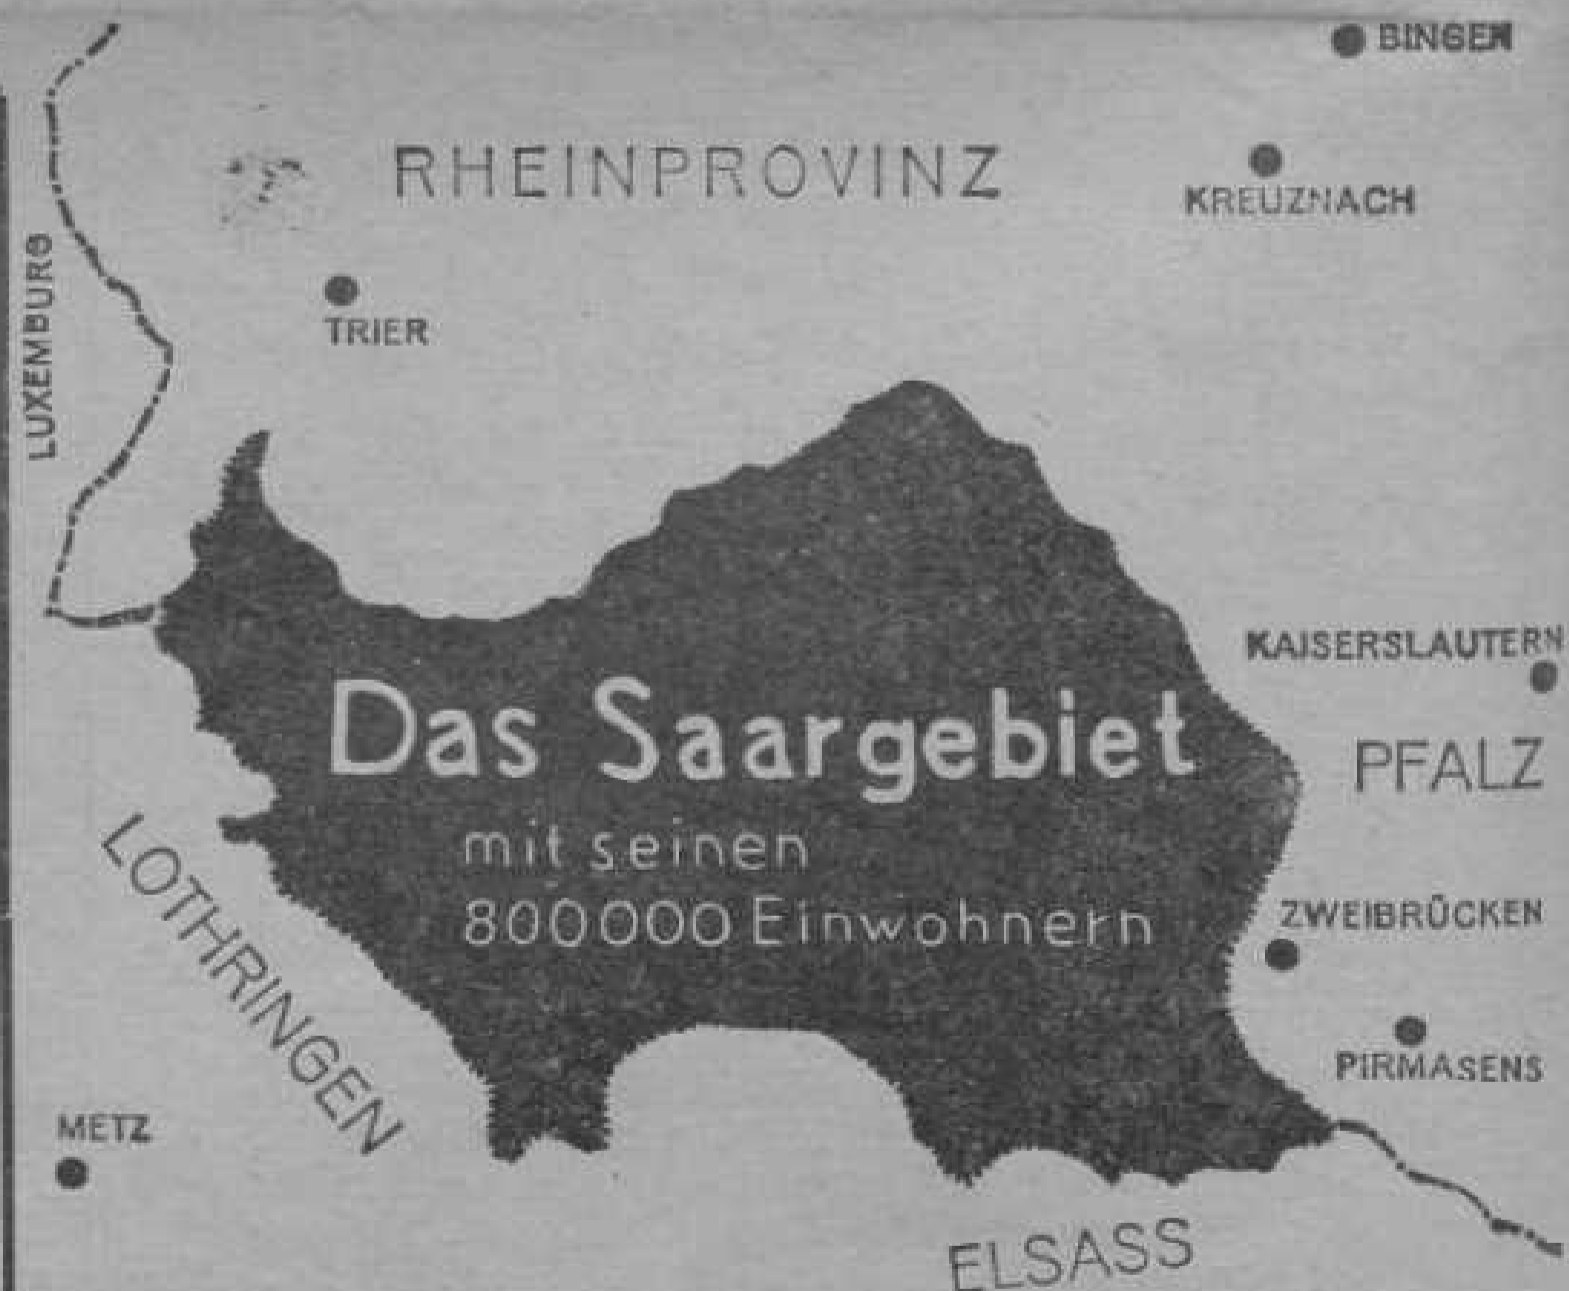 BINGEN
RHEINPROVINZ
KREUZNACH
LUXEMBURG
TRIER
KAISERSLAUTERN
Das Saargebiet
PFALZ
mit seinen
800000 Einwohnern
LOTHRINGEN
ZWEIBRÜCKEN
PIRMASENS
METZ
ELSASS